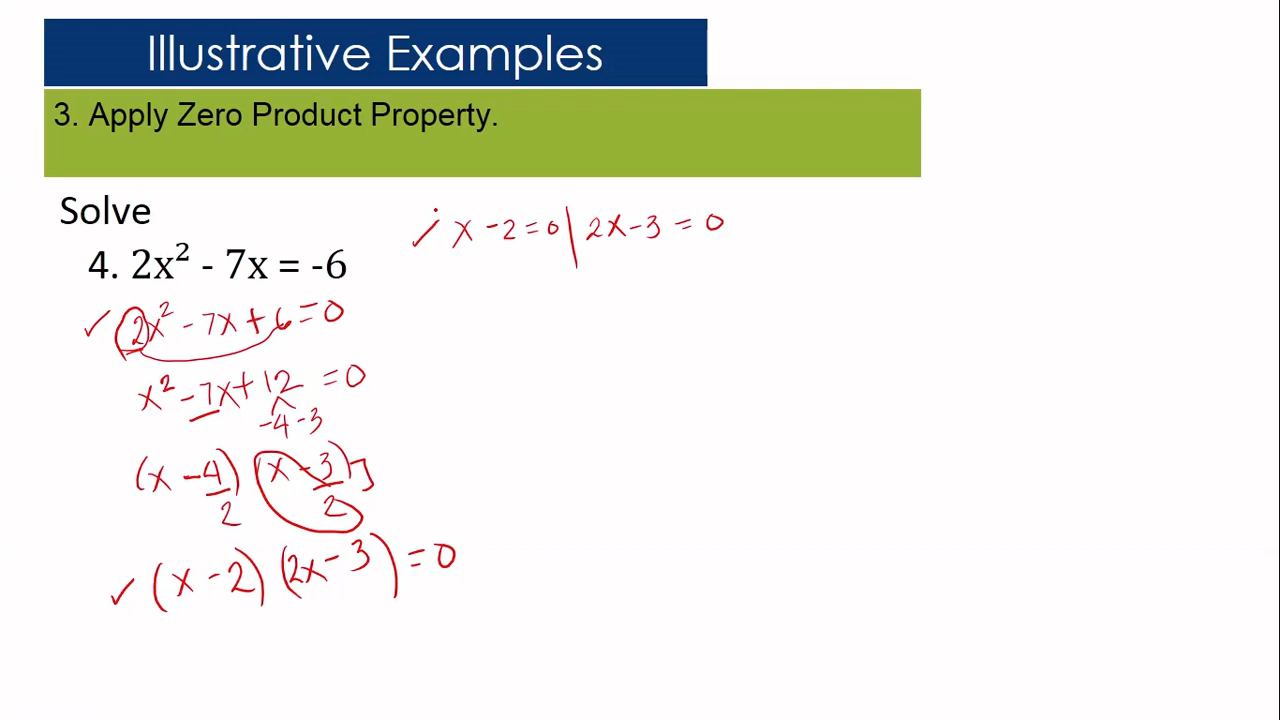 Illustrative Examples
3. Apply Zero Product Property.
Solve
4. 2x² - 7x = -6
✓ 2x² - 7x + 6 = 0
x² - 7x + 12 = 0
-4 -3
(x - 4/2) (x - 3/2)
✓ (x - 2) (2x - 3) = 0
✓ x - 2 = 0 | 2x - 3 = 0